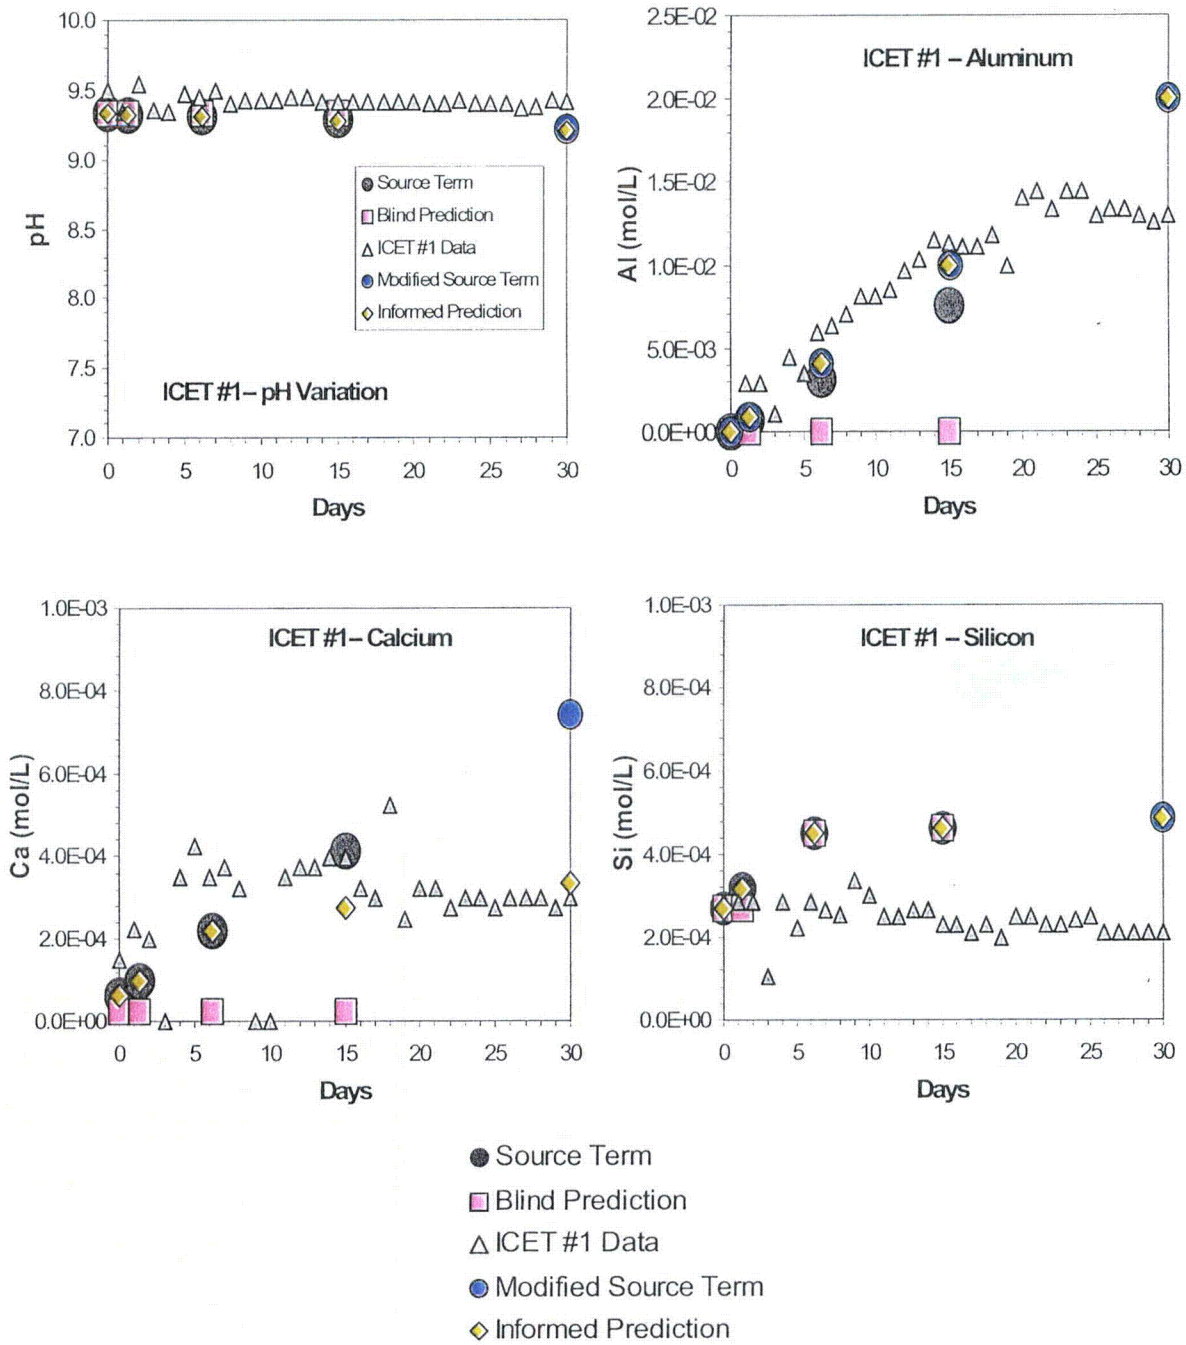 10.0
9.5
9.0
8.5
8.0
7.5
7.0
pH
Source Term
Blind Prediction
ICET #1 Data
Modified Source Term
Informed Prediction
ICET #1– pH Variation
0 5 10 15 20 25 30
Days
2.5E-02
2.0E-02
1.5E-02
1.0E-02
5.0E-03
0.0E+00
Al (mol/L)
ICET #1 – Aluminum
0 5 10 15 20 25 30
Days
1.0E-03
8.0E-04
6.0E-04
4.0E-04
2.0E-04
0.0E+00
Ca (mol/L)
ICET #1– Calcium
0 5 10 15 20 25 30
Days
1.0E-03
8.0E-04
6.0E-04
4.0E-04
2.0E-04
0.0E+00
Si (mol/L)
ICET #1 – Silicon
0 5 10 15 20 25 30
Days
Source Term
Blind Prediction
ICET #1 Data
Modified Source Term
Informed Prediction